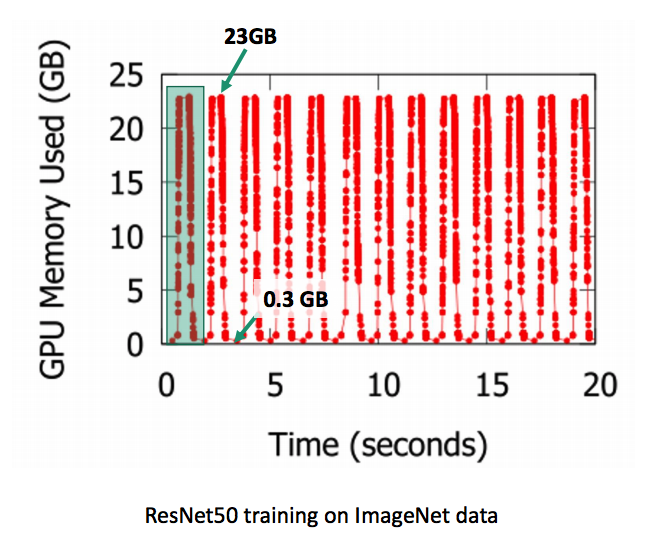 23GB
GPU Memory Used (GB)
25
20
15
10
5
0
0.3 GB
0 5 10 15 20
Time (seconds)
ResNet50 training on ImageNet data